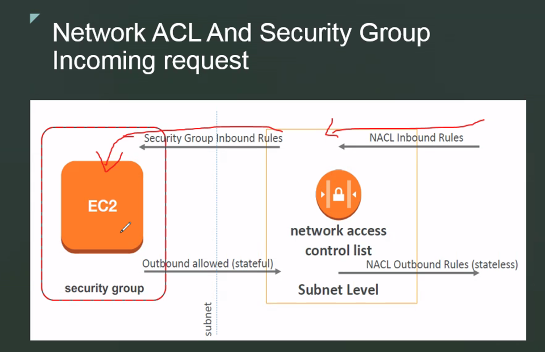 Network ACL And Security Group
Incoming request
Security Group Inbound Rules
NACL Inbound Rules
EC2
network access
control list
Outbound allowed (stateful)
NACL Outbound Rules (stateless)
security group
Subnet Level
subnet